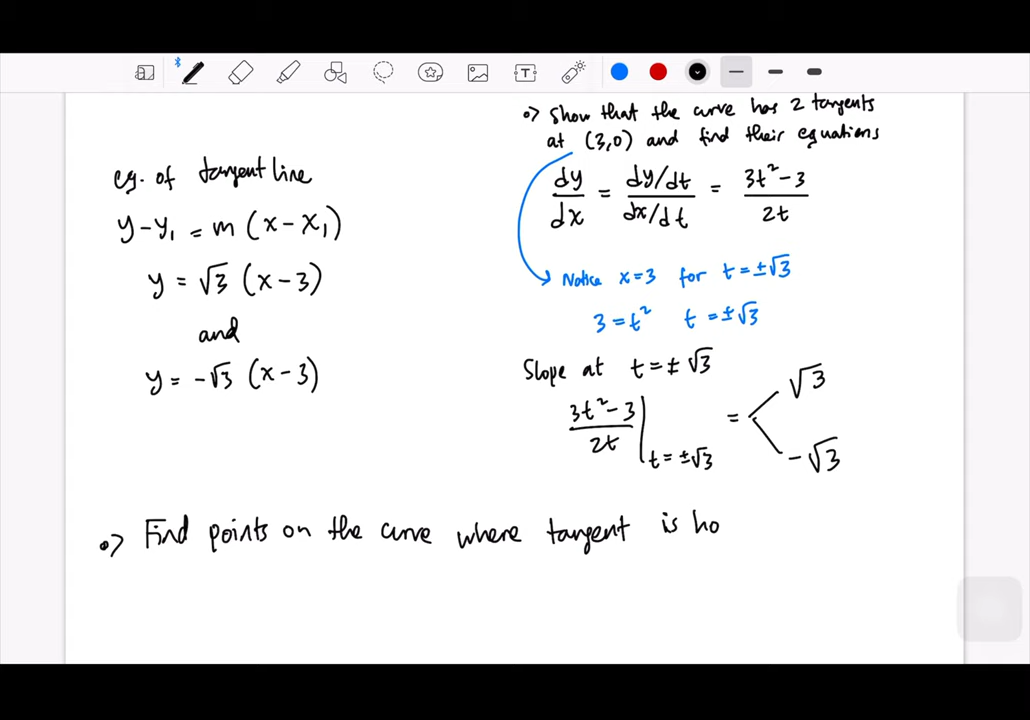 •> Show that the curve has 2 tangents
at (3,0) and find their equations
dy/dx = (dy/dt)/(dx/dt) = (3t² - 3)/(2t)
Notice x=3 for t=±√3
3 = t² t = ±√3
Slope at t = ±√3
(3t² - 3)/(2t) |t = ±√3 = < √3
-√3
eg. of tangent line
y - y₁ = m (x - x₁)
y = √3 (x - 3)
and
y = -√3 (x - 3)
•> Find points on the curve where tangent is ho